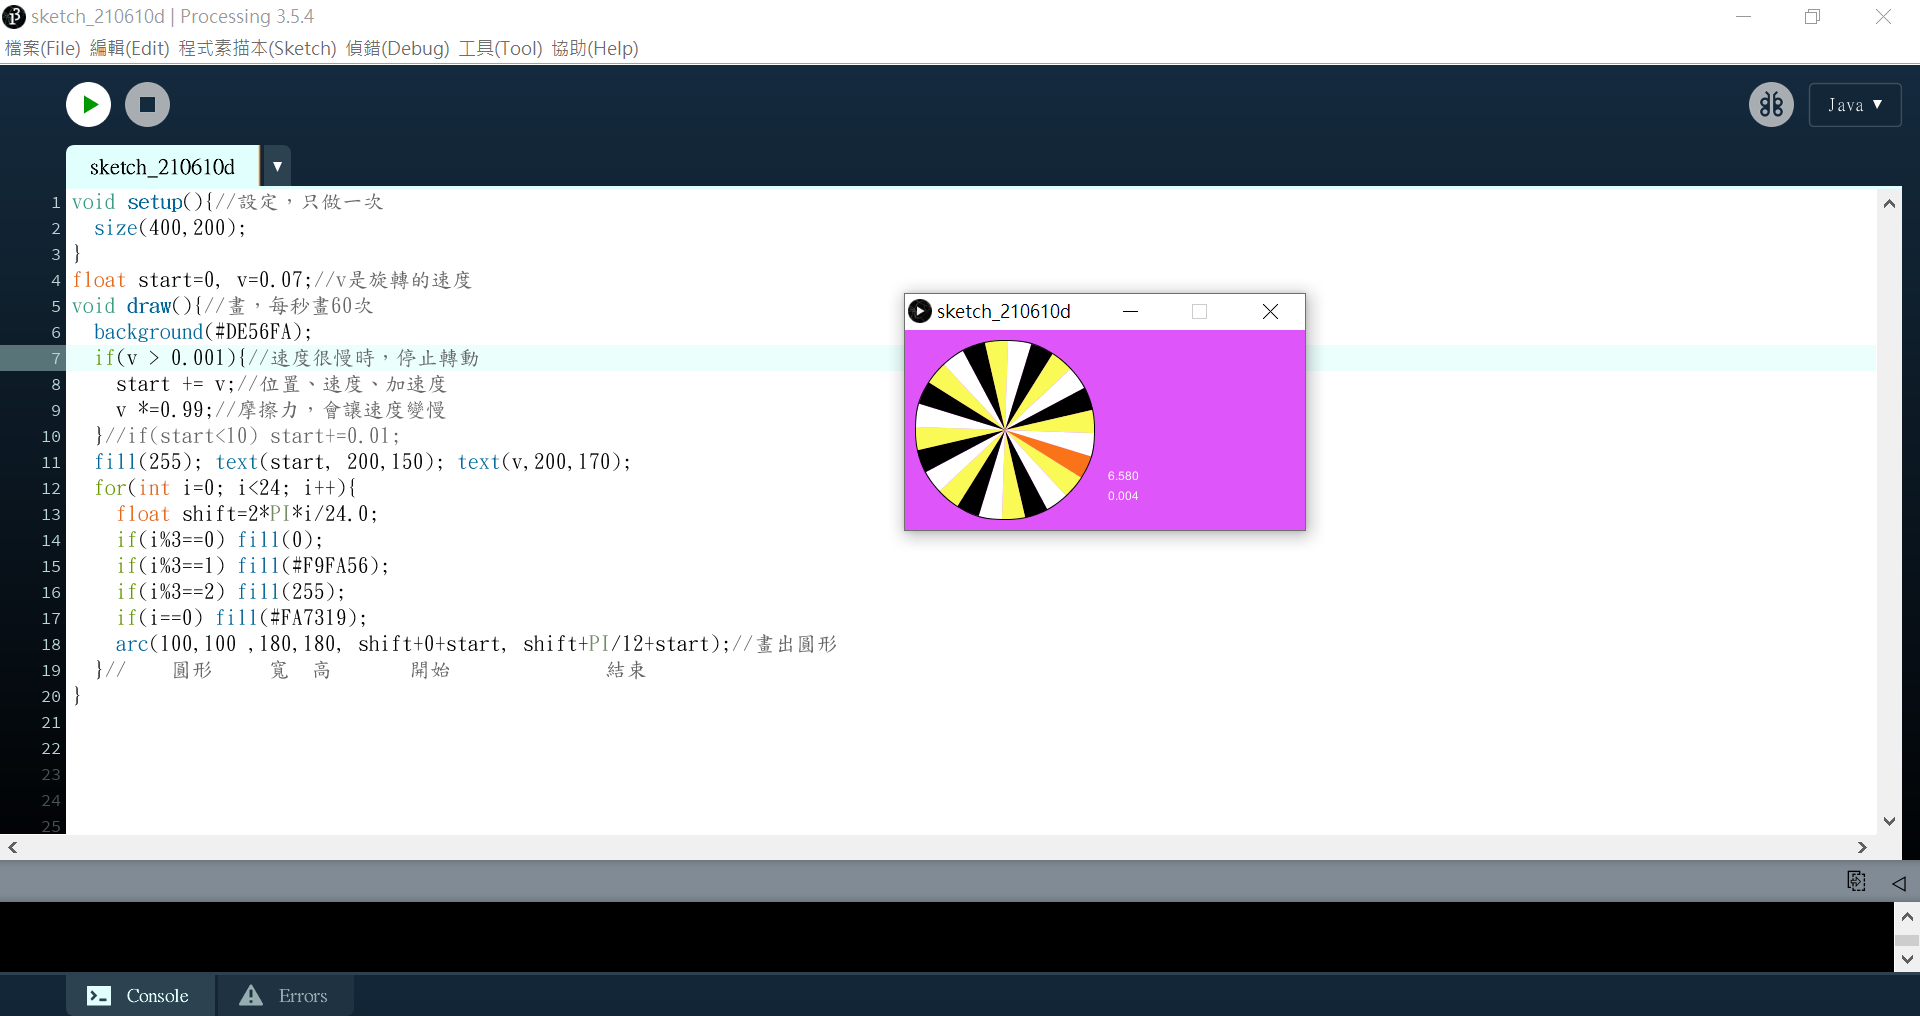 sketch_210610d | Processing 3.5.4
檔案(File) 編輯(Edit) 程式素描本(Sketch) 偵錯(Debug) 工具(Tool) 協助(Help)
Java ▼
sketch_210610d ▼
1 void setup(){//設定，只做一次
2   size(400,200);
3 }
4 float start=0, v=0.07;//v是旋轉的速度
5 void draw(){//畫，每秒畫60次
6   background(#DE56FA);
7   if(v > 0.001){//速度很慢時，停止轉動
8     start += v;//位置、速度、加速度
9     v *=0.99;//摩擦力，會讓速度變慢
10   }//if(start<10) start+=0.01;
11   fill(255); text(start, 200,150); text(v,200,170);
12   for(int i=0; i<24; i++){
13     float shift=2*PI*i/24.0;
14     if(i%3==0) fill(0);
15     if(i%3==1) fill(#F9FA56);
16     if(i%3==2) fill(255);
17     if(i==0) fill(#FA7319);
18     arc(100,100 ,180,180, shift+0+start, shift+PI/12+start);//畫出圓形
19   }//    圓形     寬  高       開始              結束
20 }
21
22
23
24
25
sketch_210610d
6.580
0.004
Console Errors